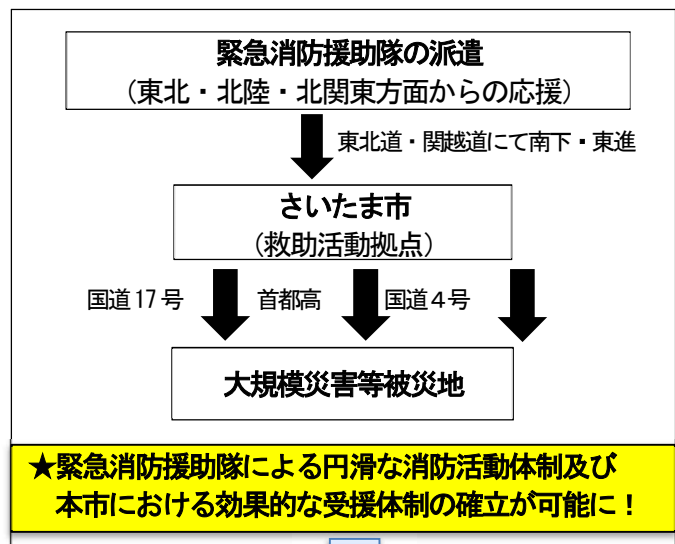 緊急消防援助隊の派遣
(東北・北陸・北関東方面からの応援)
東北道・関越道にて南下・東進
さいたま市
(救助活動拠点)
国道17号 首都高 国道4号
大規模災害等被災地
★緊急消防援助隊による円滑な消防活動体制及び
本市における効果的な受援体制の確立が可能に！